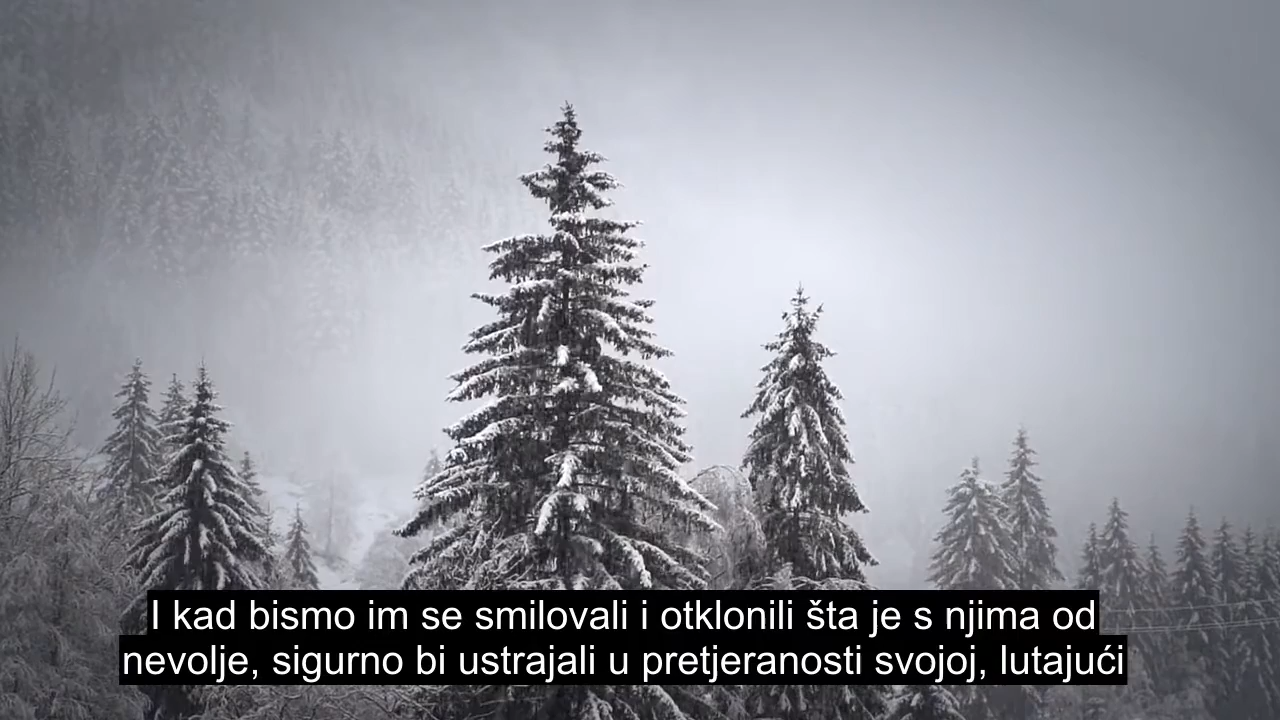 I kad bismo im se smilovali i otklonili šta je s njima od
nevolje, sigurno bi ustrajali u pretjeranosti svojoj, lutajući